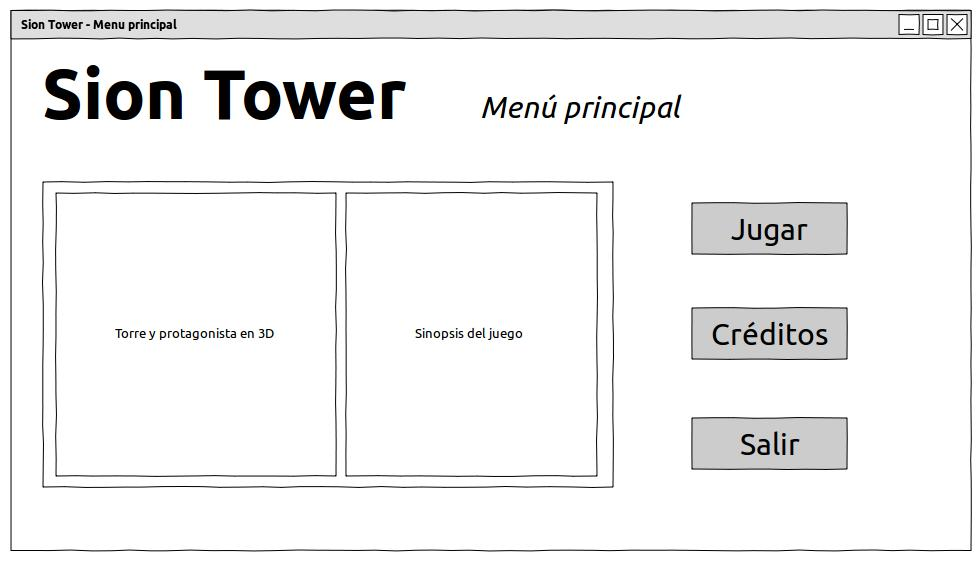 Sion Tower - Menu principal
Sion Tower
Menú principal
Torre y protagonista en 3D
Sinopsis del juego
Jugar
Créditos
Salir